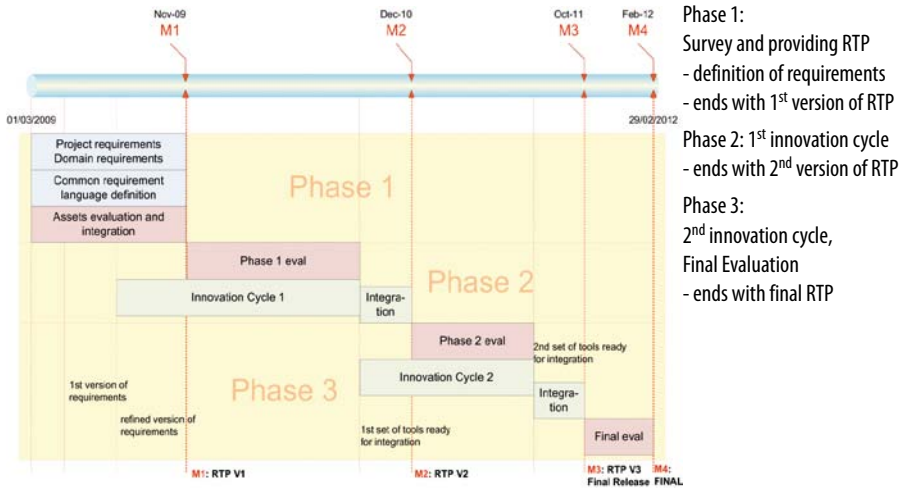 Nov-09
M1
Dec-10
M2
Oct-11
M3
Feb-12
M4
01/03/2009
29/02/2012
Project requirements
Domain requirements
Common requirement
language definition
Assets evaluation and
integration
Phase 1
Phase 1 eval
Innovation Cycle 1
Integra-
tion
Phase 2
Phase 2 eval
2nd set of tools ready
for integration
Innovation Cycle 2
Integra-
tion
Phase 3
1st version of
requirements
refined version of
requirements
1st set of tools ready
for integration
Final eval
M1: RTP V1
M2: RTP V2
M3: RTP V3
Final Release
M4:
FINAL
Phase 1:
Survey and providing RTP
- definition of requirements
- ends with 1st version of RTP
Phase 2: 1st innovation cycle
- ends with 2nd version of RTP
Phase 3:
2nd innovation cycle,
Final Evaluation
- ends with final RTP